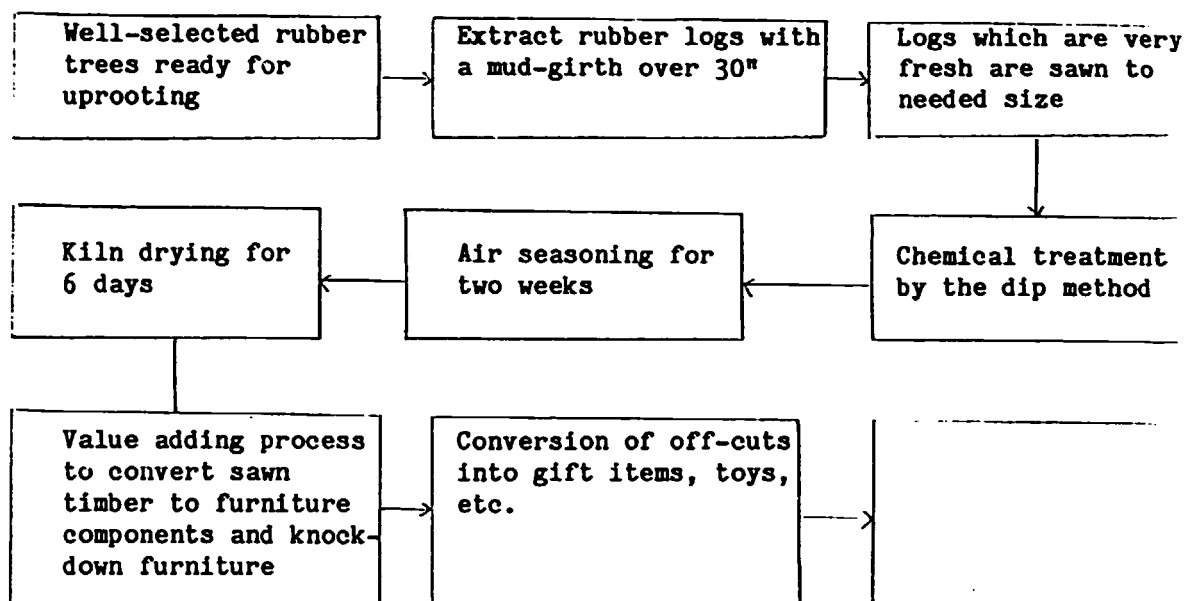 Well-selected rubber
trees ready for
uprooting
Extract rubber logs with
a mud-girth over 30"
Logs which are very
fresh are sawn to
needed size
Chemical treatment
by the dip method
Air seasoning for
two weeks
Kiln drying for
6 days
Value adding process
to convert sawn
timber to furniture
components and knock-
down furniture
Conversion of off-cuts
into gift items, toys,
etc.